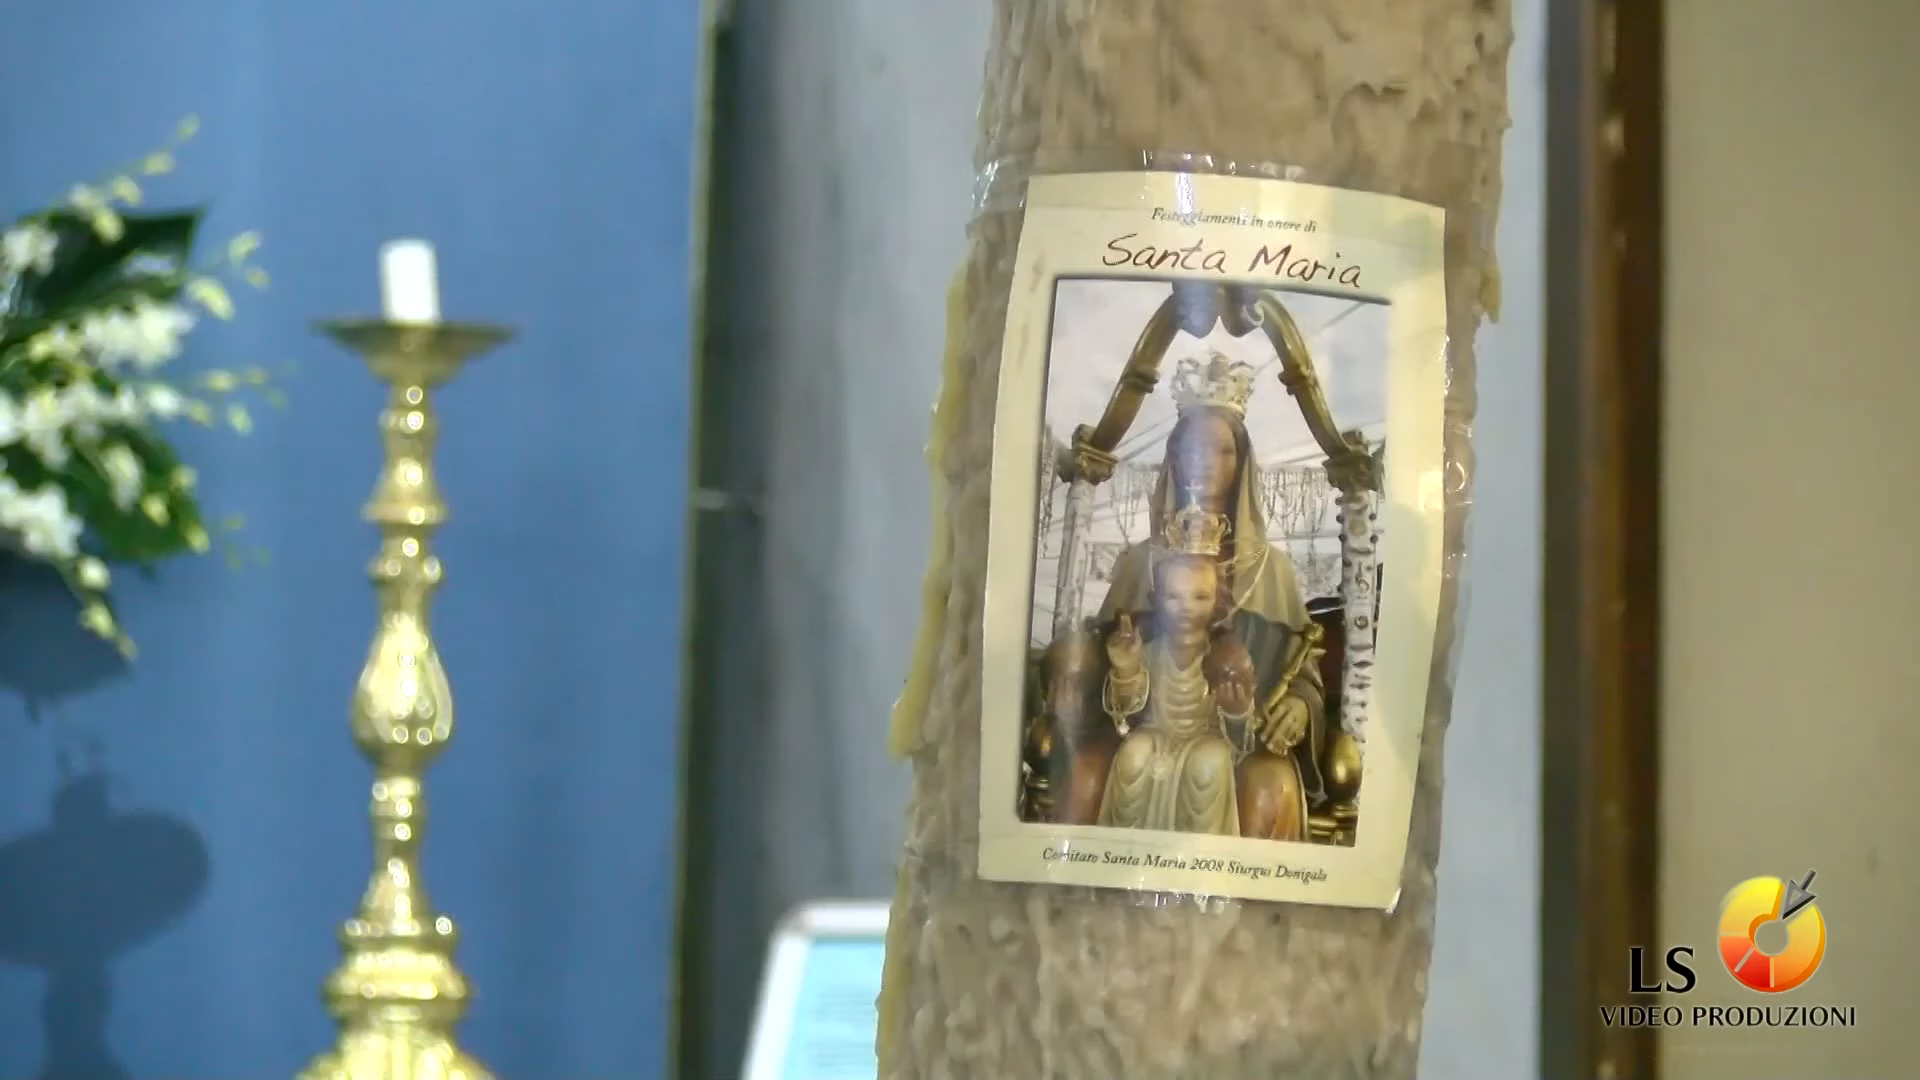 Festeggiamenti in onore di
Santa Maria
Comitato Santa Maria 2008 Siurgus Donigala
LS
VIDEO PRODUZIONI